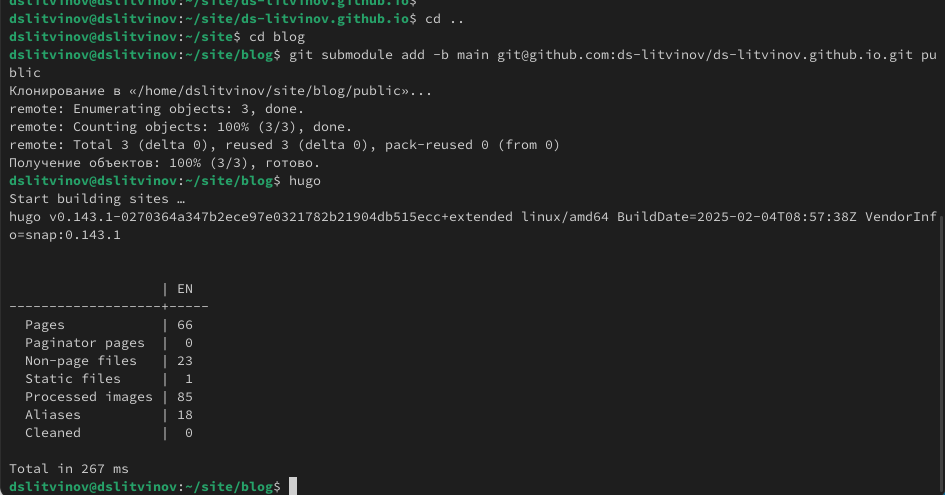 dslitvinov@dslitvinov:~/site/ds-litvinov.github.io$
dslitvinov@dslitvinov:~/site/ds-litvinov.github.io$ cd ..
dslitvinov@dslitvinov:~/site$ cd blog
dslitvinov@dslitvinov:~/site/blog$ git submodule add -b main git@github.com:ds-litvinov/ds-litvinov.github.io.git pu
blic
Клонирование в «/home/dslitvinov/site/blog/public»...
remote: Enumerating objects: 3, done.
remote: Counting objects: 100% (3/3), done.
remote: Total 3 (delta 0), reused 3 (delta 0), pack-reused 0 (from 0)
Получение объектов: 100% (3/3), готово.
dslitvinov@dslitvinov:~/site/blog$ hugo
Start building sites …
hugo v0.143.1-0270364a347b2ece97e0321782b21904db515ecc+extended linux/amd64 BuildDate=2025-02-04T08:57:38Z VendorInf
o=snap:0.143.1
| EN
-------------------+-----
Pages | 66
Paginator pages | 0
Non-page files | 23
Static files | 1
Processed images | 85
Aliases | 18
Cleaned | 0
Total in 267 ms
dslitvinov@dslitvinov:~/site/blog$